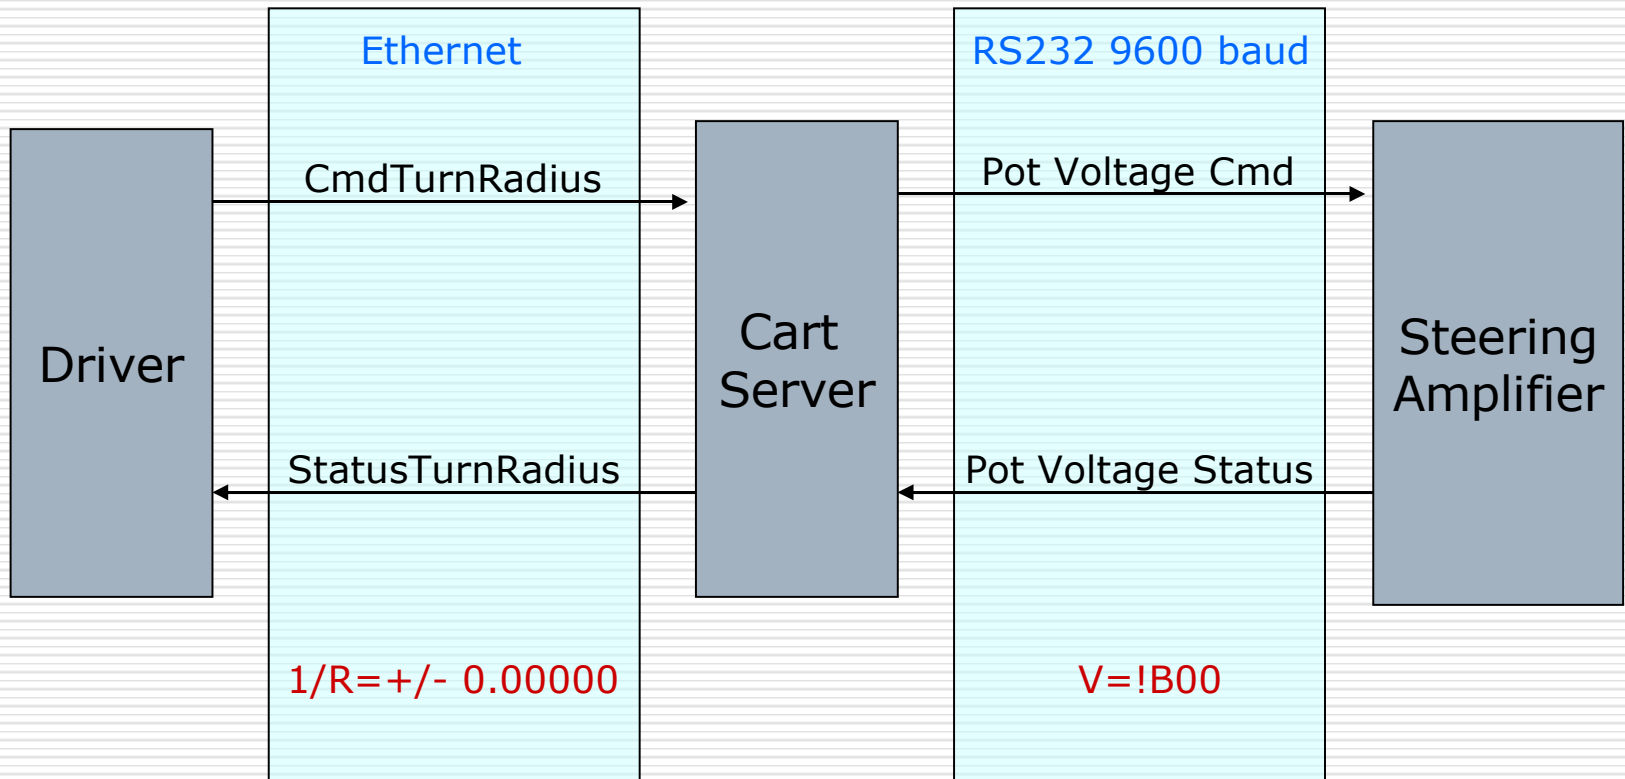 Ethernet
RS232 9600 baud
CmdTurnRadius
Pot Voltage Cmd
Driver
Cart
Server
Steering
Amplifier
StatusTurnRadius
Pot Voltage Status
1/R=+/- 0.00000
V=!B00